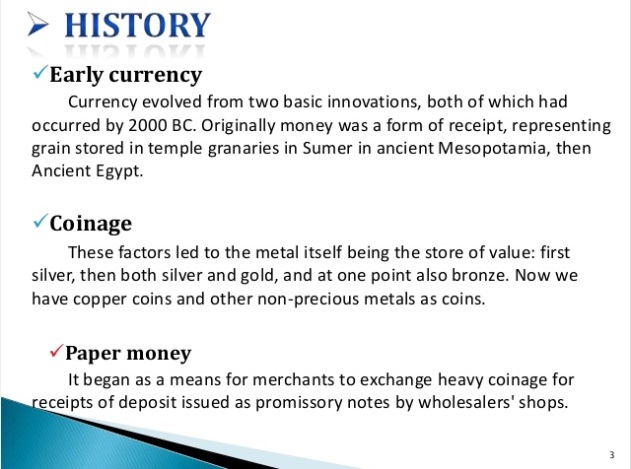 HISTORY
Early currency
Currency evolved from two basic innovations, both of which had
occurred by 2000 BC. Originally money was a form of receipt, representing
grain stored in temple granaries in Sumer in ancient Mesopotamia, then
Ancient Egypt.
Coinage
These factors led to the metal itself being the store of value: first
silver, then both silver and gold, and at one point also bronze. Now we
have copper coins and other non-precious metals as coins.
Paper money
It began as a means for merchants to exchange heavy coinage for
receipts of deposit issued as promissory notes by wholesalers' shops.
3